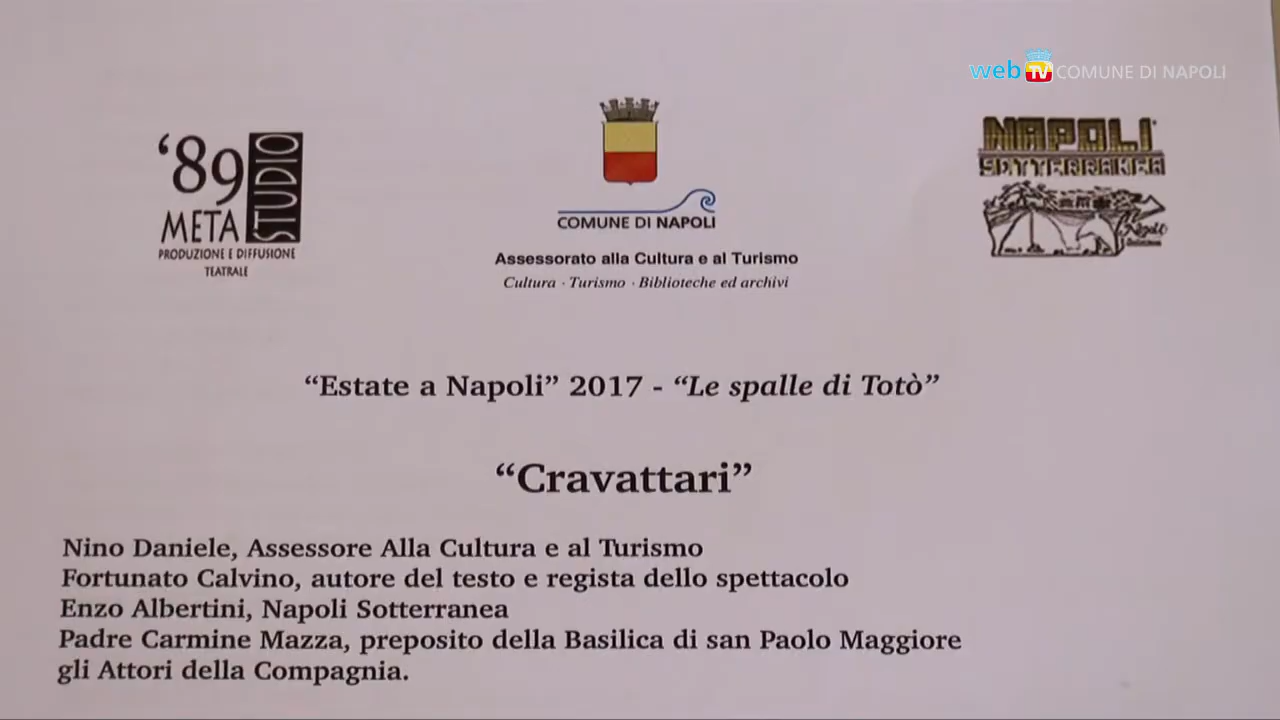 web TV COMUNE DI NAPOLI
'89
META STUDIO
PRODUZIONE E DIFFUSIONE
TEATRALE
COMUNE DI NAPOLI
Assessorato alla Cultura e al Turismo
Cultura · Turismo · Biblioteche ed archivi
NAPOLI
SOTTERRANEA
“Estate a Napoli” 2017 - “Le spalle di Totò”
“Cravattari”
Nino Daniele, Assessore Alla Cultura e al Turismo
Fortunato Calvino, autore del testo e regista dello spettacolo
Enzo Albertini, Napoli Sotterranea
Padre Carmine Mazza, preposito della Basilica di san Paolo Maggiore
gli Attori della Compagnia.